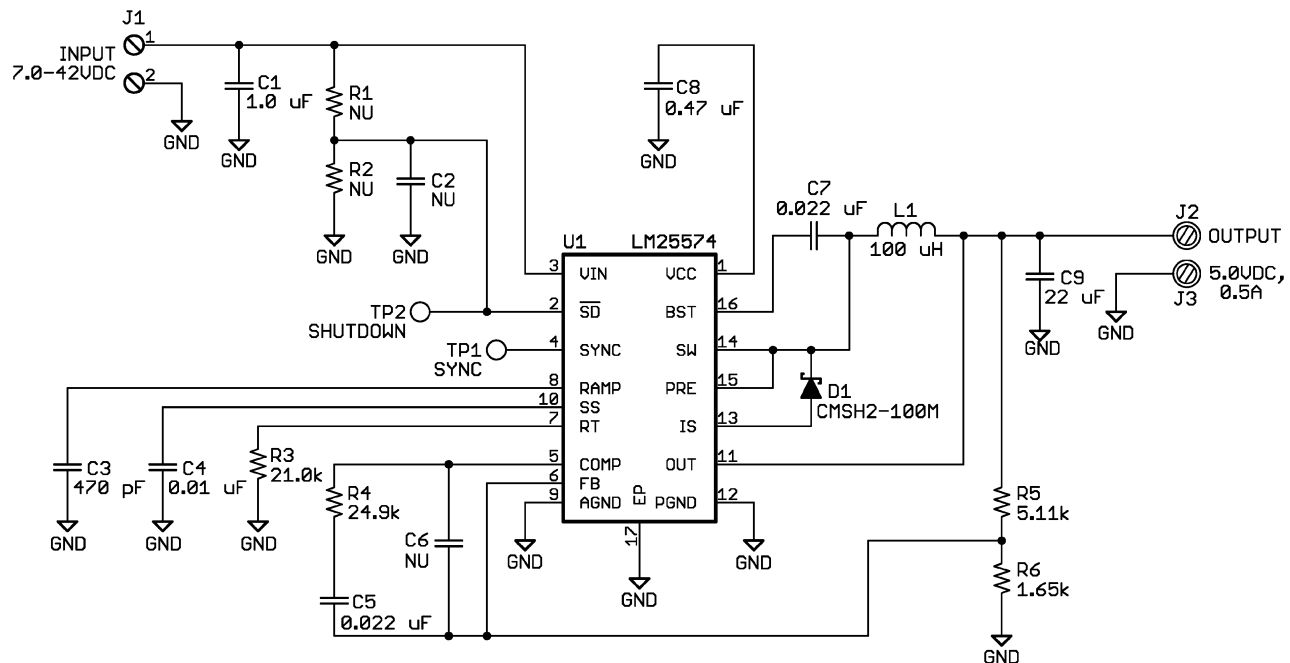 J1
1
INPUT
7.0-42VDC
2
GND
C1
1.0 uF
GND
R1
NU
R2
NU
GND
C2
NU
GND
C8
0.47 uF
GND
C7
0.022 uF
L1
100 uH
J2
OUTPUT
J3
5.0VDC,
0.5A
GND
C9
22 uF
GND
U1
LM25574
3
VIN
VCC
1
TP2
SHUTDOWN
2
SD
BST
16
TP1
SYNC
4
SYNC
SW
14
8
RAMP
PRE
15
10
SS
7
RT
IS
13
5
COMP
OUT
11
6
FB
9
AGND
EP
PGND
12
17
D1
CMSH2-100M
C3
470 pF
GND
C4
0.01 uF
GND
R3
21.0k
GND
R4
24.9k
C6
NU
C5
0.022 uF
GND
GND
GND
R5
5.11k
R6
1.65k
GND